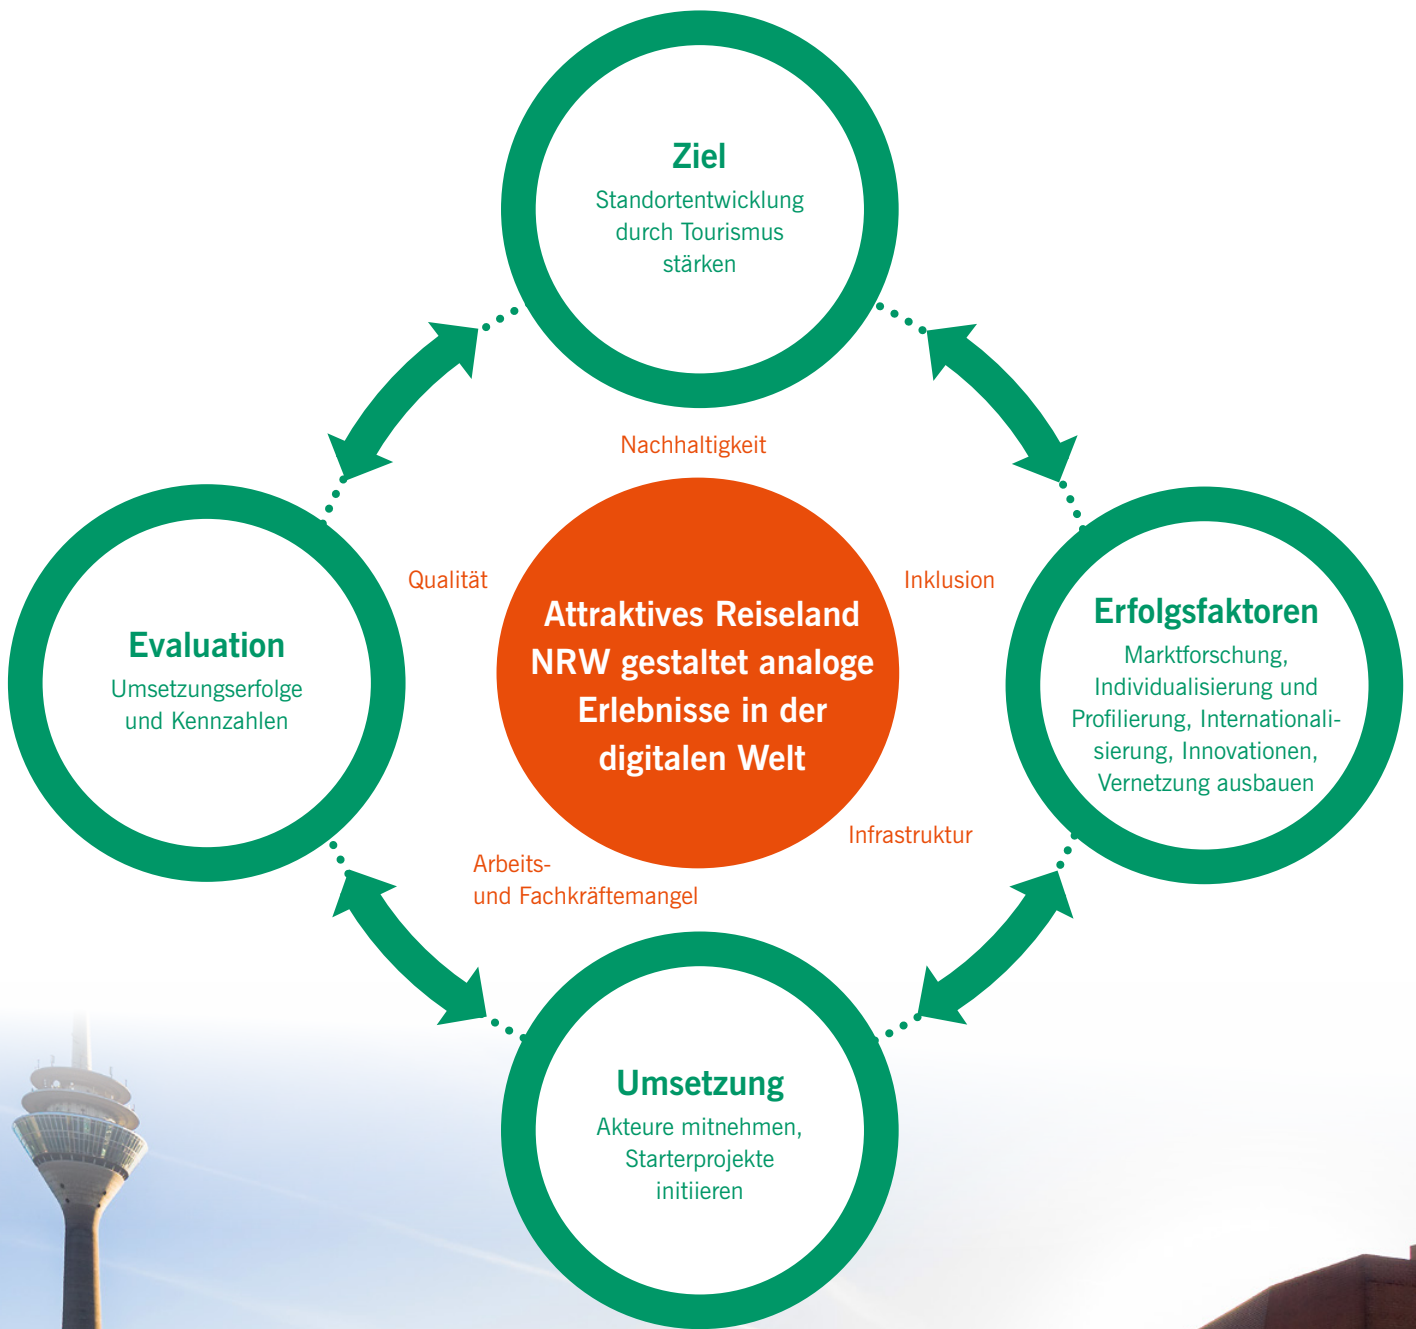 Ziel
Standortentwicklung
durch Tourismus
stärken
Nachhaltigkeit
Qualität
Inklusion
Attraktives Reiseland
NRW gestaltet analoge
Erlebnisse in der
digitalen Welt
Evaluation
Umsetzungserfolge
und Kennzahlen
Erfolgsfaktoren
Marktforschung,
Individualisierung und
Profilierung, Internationali-
sierung, Innovationen,
Vernetzung ausbauen
Infrastruktur
Arbeits-
und Fachkräftemangel
Umsetzung
Akteure mitnehmen,
Starterprojekte
initiieren